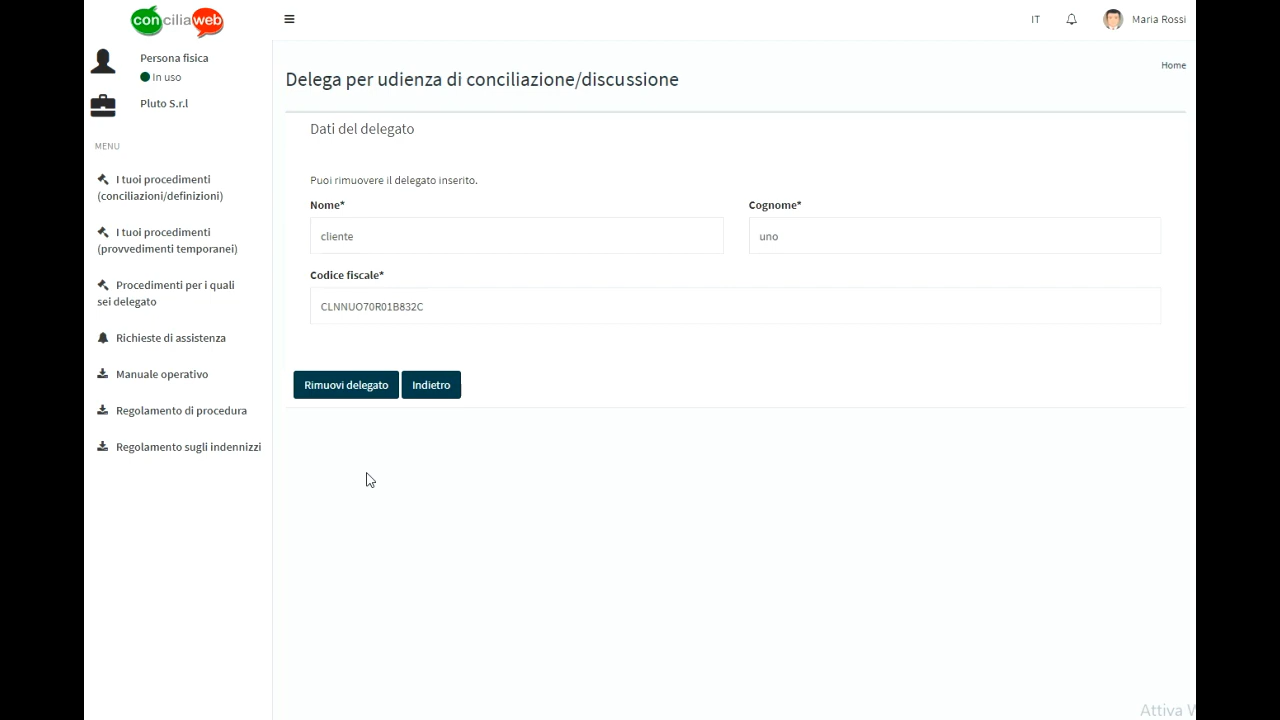 conciliaweb
IT
Maria Rossi
Persona fisica
In uso
Pluto S.r.l
MENU
I tuoi procedimenti
(conciliazioni/definizioni)
I tuoi procedimenti
(provvedimenti temporanei)
Procedimenti per i quali
sei delegato
Richieste di assistenza
Manuale operativo
Regolamento di procedura
Regolamento sugli indennizzi
Home
Delega per udienza di conciliazione/discussione
Dati del delegato
Puoi rimuovere il delegato inserito.
Nome*
Cognome*
cliente
uno
Codice fiscale*
CLNNUO70R01B832C
Rimuovi delegato
Indietro
Attiva